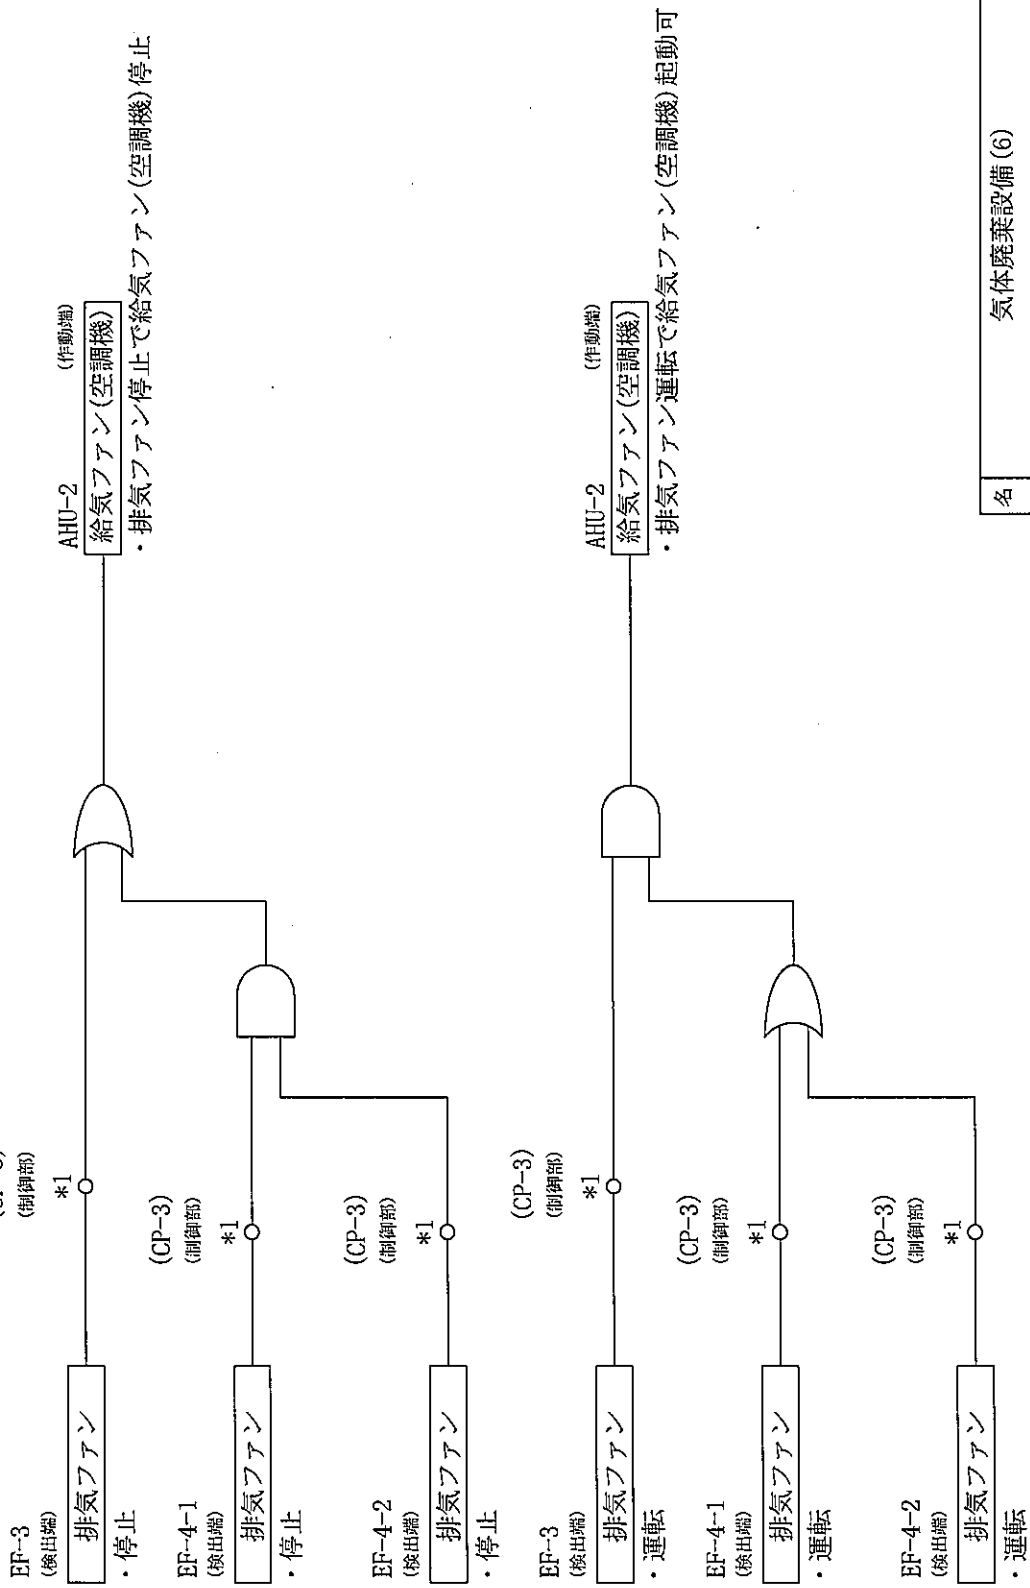 EF-3
(検出端)
排気ファン
・停止
(制御部)
*1
EF-4-1
(検出端)
排気ファン
・停止
(CP-3)
(制御部)
*1
EF-4-2
(検出端)
排気ファン
・停止
(CP-3)
(制御部)
*1
AHU-2
(作動端)
給気ファン(空調機)
・排気ファン停止で給気ファン(空調機)停止
EF-3
(検出端)
排気ファン
・運転
(CP-3)
(制御部)
*1
EF-4-1
(検出端)
排気ファン
・運転
(CP-3)
(制御部)
*1
EF-4-2
(検出端)
排気ファン
・運転
(CP-3)
(制御部)
*1
AHU-2
(作動端)
給気ファン(空調機)
・排気ファン運転で給気ファン(空調機)起動可
名
気体廃棄設備(6)